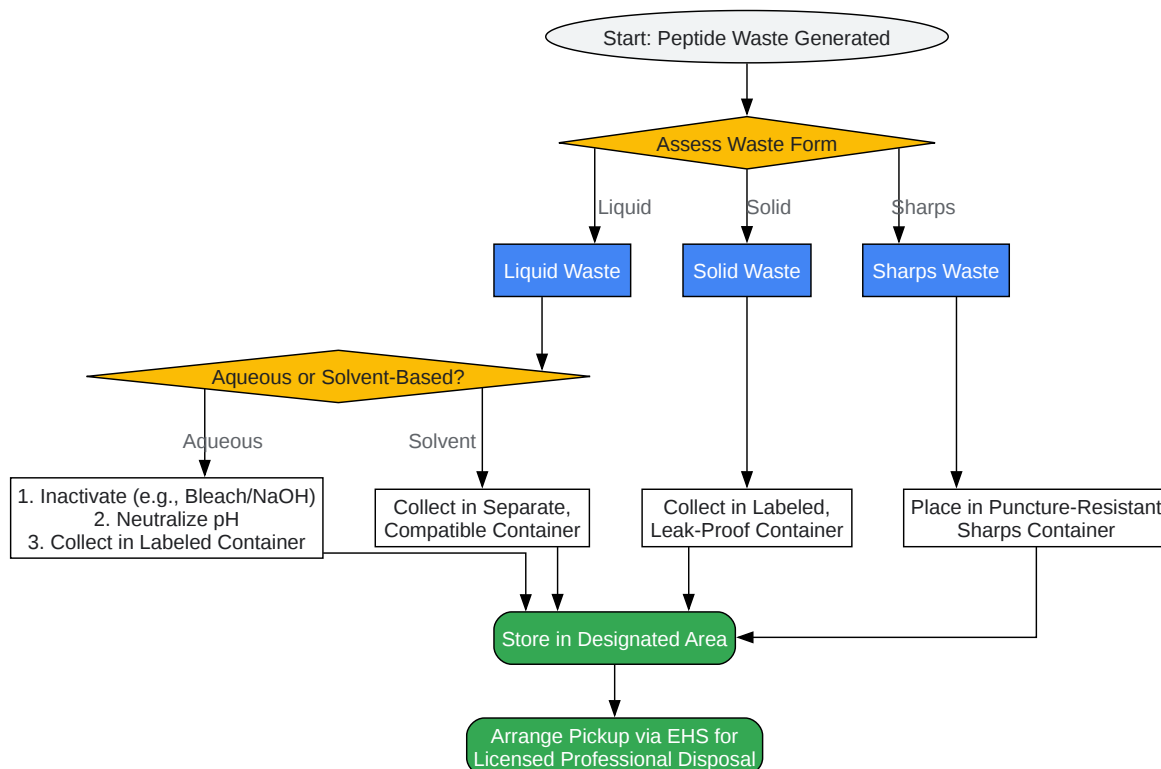 Start: Peptide Waste Generated
Assess Waste Form
Liquid
Solid
Sharps
Liquid Waste
Solid Waste
Sharps Waste
Aqueous or Solvent-Based?
Aqueous
Solvent
1. Inactivate (e.g., Bleach/NaOH)
2. Neutralize pH
3. Collect in Labeled Container
Collect in Separate,
Compatible Container
Collect in Labeled,
Leak-Proof Container
Place in Puncture-Resistant
Sharps Container
Store in Designated Area
Arrange Pickup via EHS for
Licensed Professional Disposal